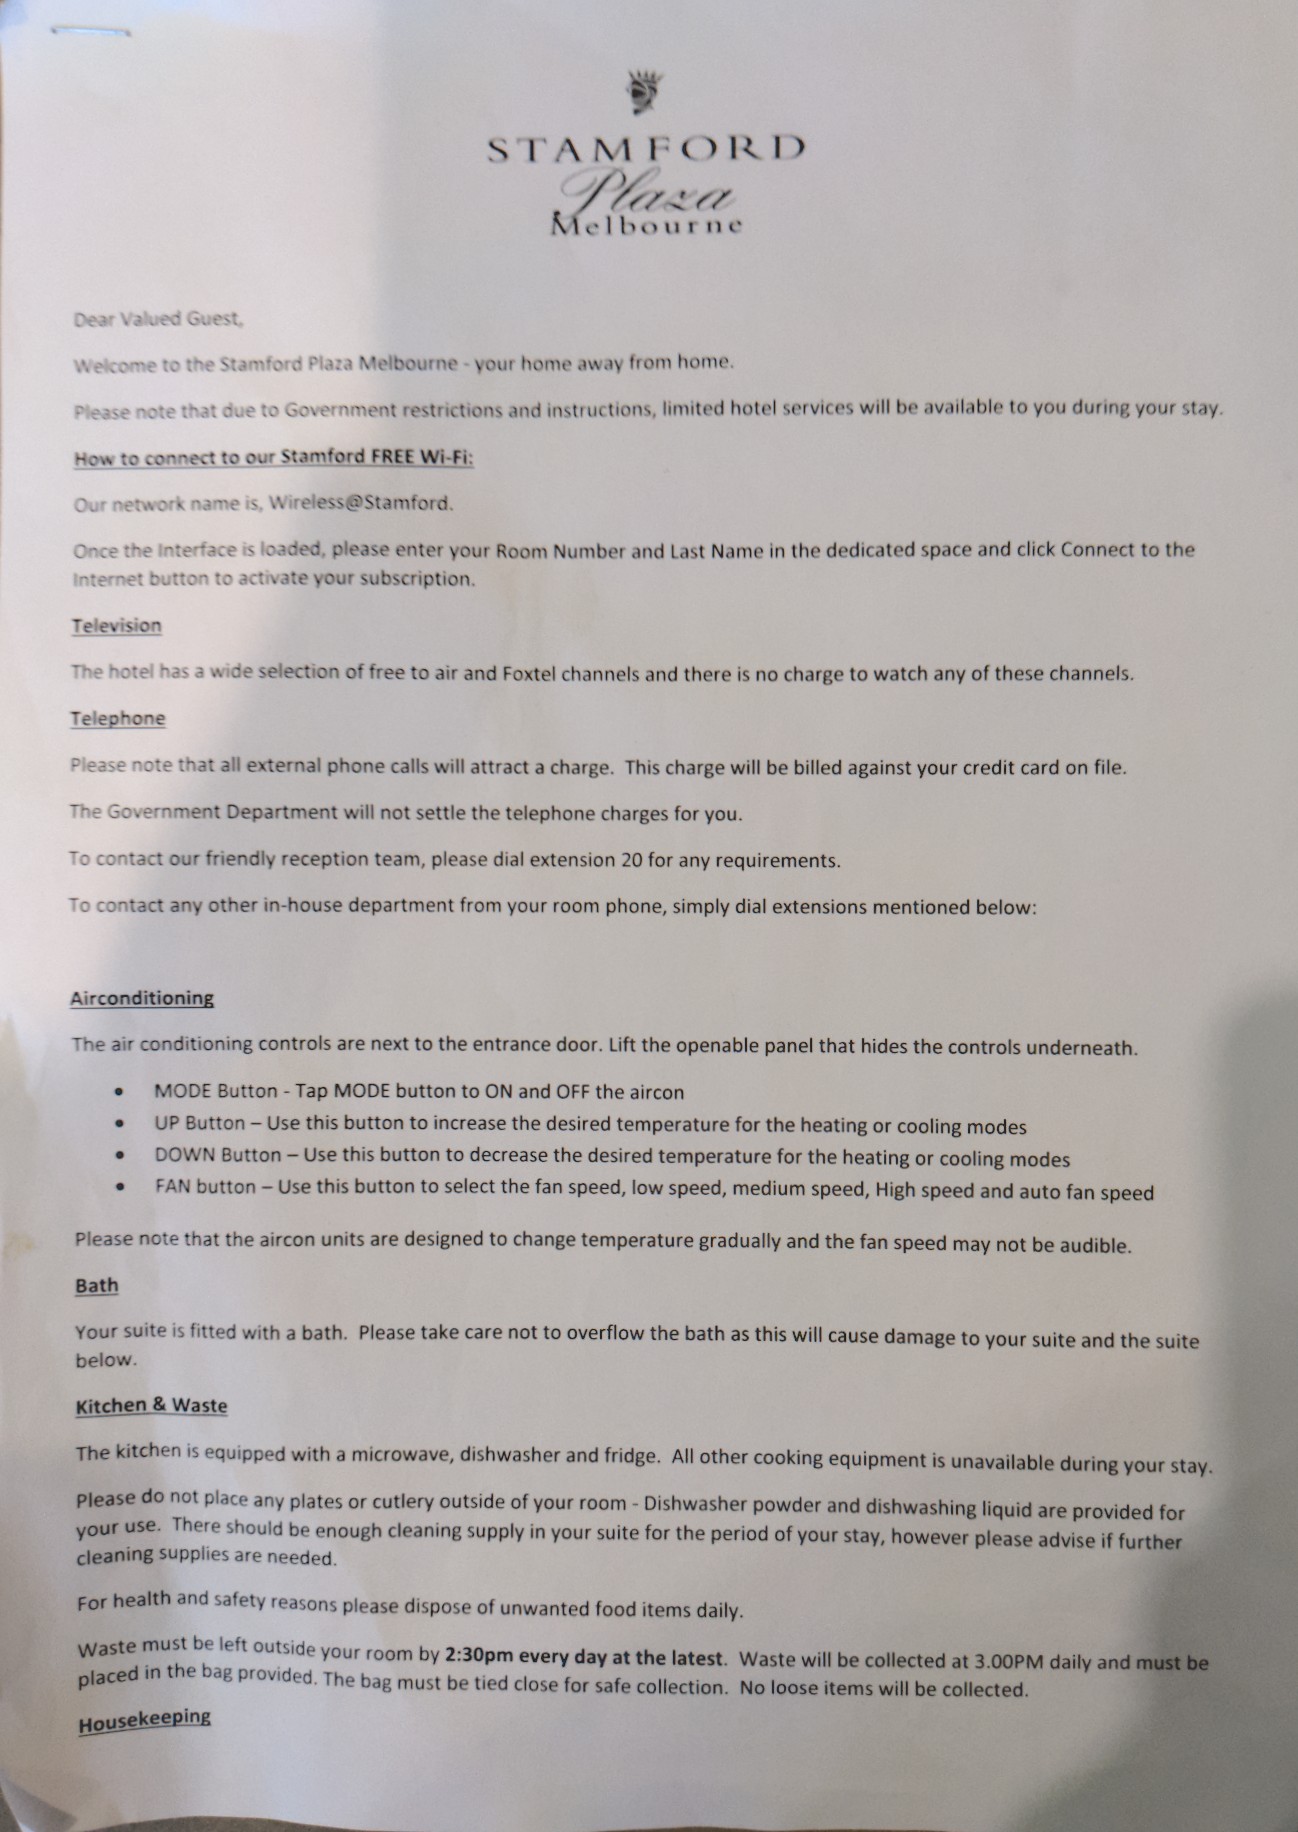 STAMFORD
Plaza
Melbourne
Dear Valued Guest,
Welcome to the Stamford Plaza Melbourne - your home away from home.
Please note that due to Government restrictions and instructions, limited hotel services will be available to you during your stay.
How to connect to our Stamford FREE Wi-Fi:
Our network name is, Wireless@Stamford.
Once the Interface is loaded, please enter your Room Number and Last Name in the dedicated space and click Connect to the
Internet button to activate your subscription.
Television
The hotel has a wide selection of free to air and Foxtel channels and there is no charge to watch any of these channels.
Telephone
Please note that all external phone calls will attract a charge.  This charge will be billed against your credit card on file.
The Government Department will not settle the telephone charges for you.
To contact our friendly reception team, please dial extension 20 for any requirements.
To contact any other in-house department from your room phone, simply dial extensions mentioned below:
Airconditioning
The air conditioning controls are next to the entrance door. Lift the openable panel that hides the controls underneath.
• MODE Button - Tap MODE button to ON and OFF the aircon
• UP Button – Use this button to increase the desired temperature for the heating or cooling modes
• DOWN Button – Use this button to decrease the desired temperature for the heating or cooling modes
• FAN button – Use this button to select the fan speed, low speed, medium speed, High speed and auto fan speed
Please note that the aircon units are designed to change temperature gradually and the fan speed may not be audible.
Bath
Your suite is fitted with a bath.  Please take care not to overflow the bath as this will cause damage to your suite and the suite
below.
Kitchen & Waste
The kitchen is equipped with a microwave, dishwasher and fridge.  All other cooking equipment is unavailable during your stay.
Please do not place any plates or cutlery outside of your room - Dishwasher powder and dishwashing liquid are provided for
your use.  There should be enough cleaning supply in your suite for the period of your stay, however please advise if further
cleaning supplies are needed.
For health and safety reasons please dispose of unwanted food items daily.
Waste must be left outside your room by 2:30pm every day at the latest.  Waste will be collected at 3.00PM daily and must be
placed in the bag provided. The bag must be tied close for safe collection.  No loose items will be collected.
Housekeeping